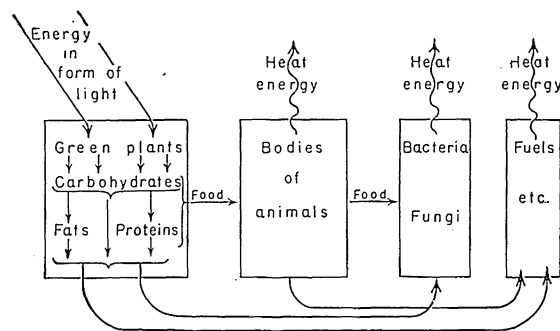 Energy
in
form of
light
Green plants
Carbohydrates
Fats Proteins
Food
Heat
energy
Bodies
of
animals
Food
Heat
energy
Bacteria
Fungi
Heat
energy
Fuels
etc.